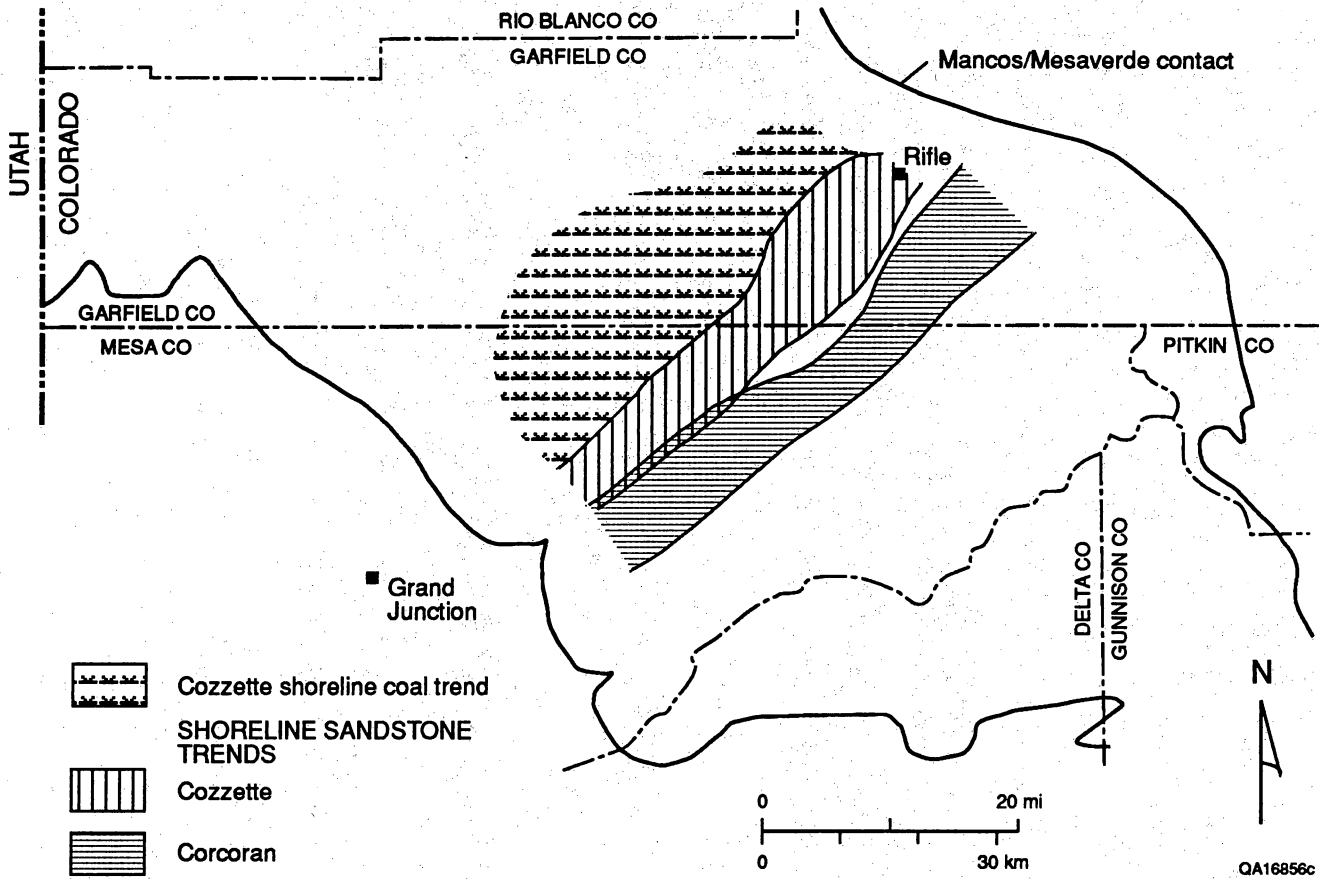 RIO BLANCO CO
GARFIELD CO
Mancos/Mesaverde contact
UTAH
COLORADO
Rifle
GARFIELD CO
MESA CO
PITKIN CO
Grand
Junction
DELTA CO
GUNNISON CO
Cozzette shoreline coal trend
SHORELINE SANDSTONE
TRENDS
Cozzette
Corcoran
N
0 20 mi
0 30 km
QA16856c